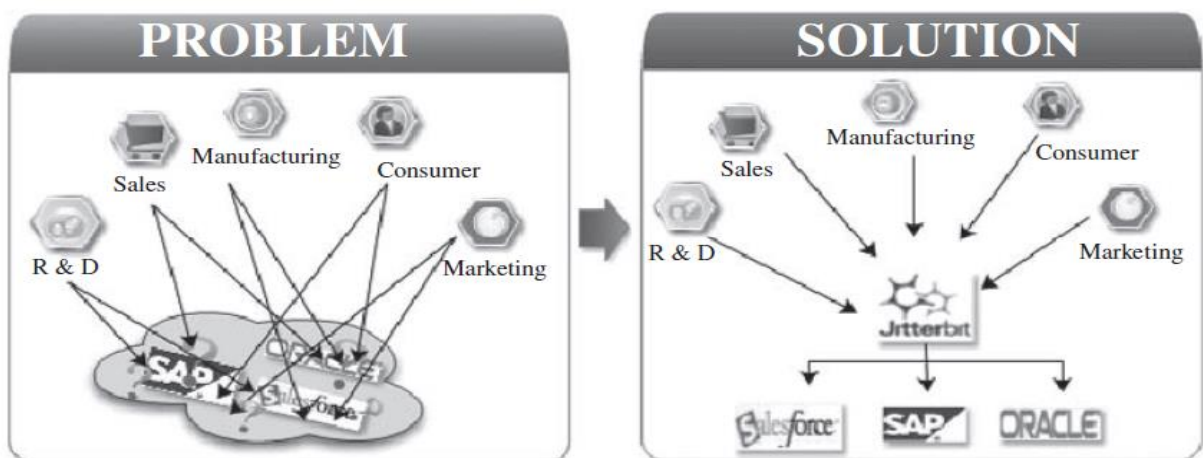 PROBLEM
Manufacturing
Consumer
Sales
R & D
Marketing
SAP
ORACLE
Salesforce
SOLUTION
Manufacturing
Sales
Consumer
R & D
Marketing
Jitterbit
Salesforce
SAP
ORACLE